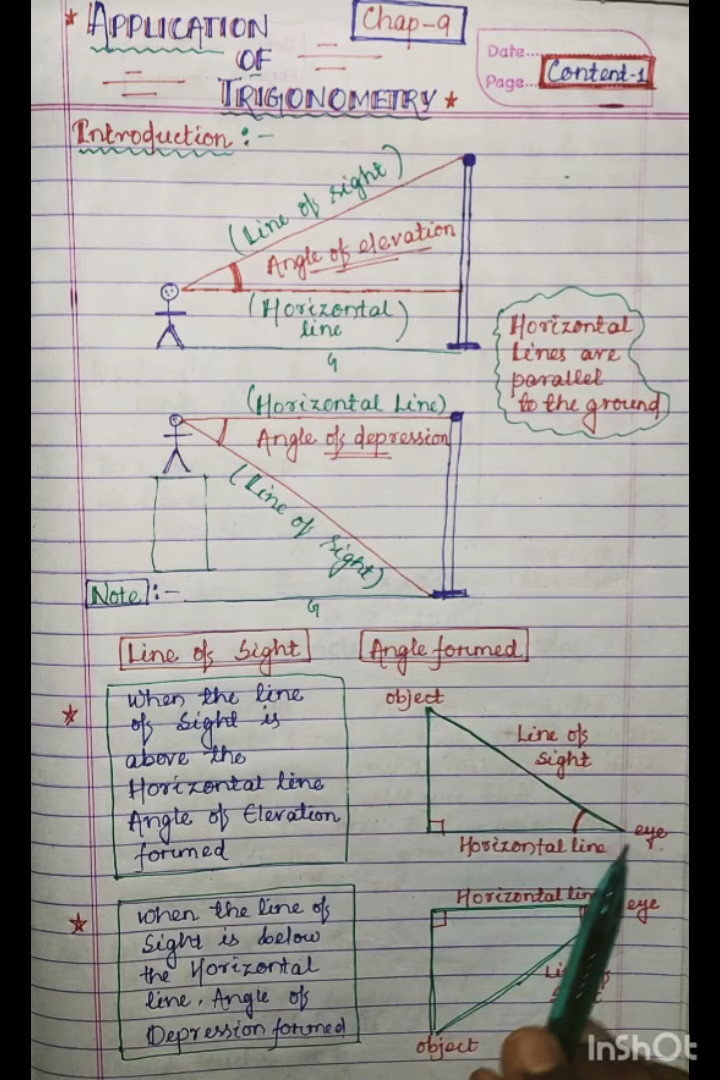 APPLICATION
OF
TRIGONOMETRY
Chap-9
Date....
Page...
Content-1
Introduction :-
(Line of sight)
Angle of elevation
(Horizontal
line)
G
Horizontal
Lines are
parallel
to the ground
(Horizontal Line)
Angle of depression
(Line of sight)
G
Note :-
Line of Sight
Angle formed
When the line
of Sight is
above the
Horizontal line
Angle of Elevation
formed
object
Line of
sight
eye
Horizontal line
When the line of
Sight is below
the Horizontal
line, Angle of
Depression formed
Horizontal line
eye
object
InShOt